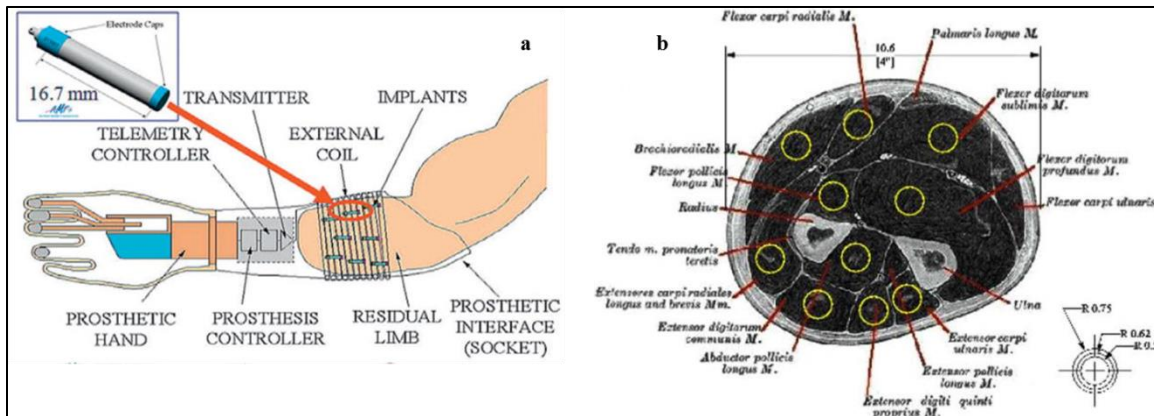 Electrode Caps
16.7 mm
a
TRANSMITTER
IMPLANTS
TELEMETRY
CONTROLLER
EXTERNAL
COIL
PROSTHETIC
HAND
PROSTHESIS
CONTROLLER
RESIDUAL
LIMB
PROSTHETIC
INTERFACE
(SOCKET)
b
Flexor carpi radialis M.
Palmaris longus M.
10.6
[4"]
Flexor digitorum
sublimis M.
Brachioradialis M.
Flexor digitorum
profundus M.
Flexor pollicis
longus M.
Radius
Flexor carpi ulnaris
Tendo m. pronatoris
teretis
Extensores carpi radiales
longus and brevis Mm.
Ulna
Extensor digitorum
communis M.
Extensor carpi
ulnaris M.
Abductor pollicis
longus M.
Extensor pollicis
longus M.
Extensor digiti quinti
proprius M.
R 0.75
R 0.62